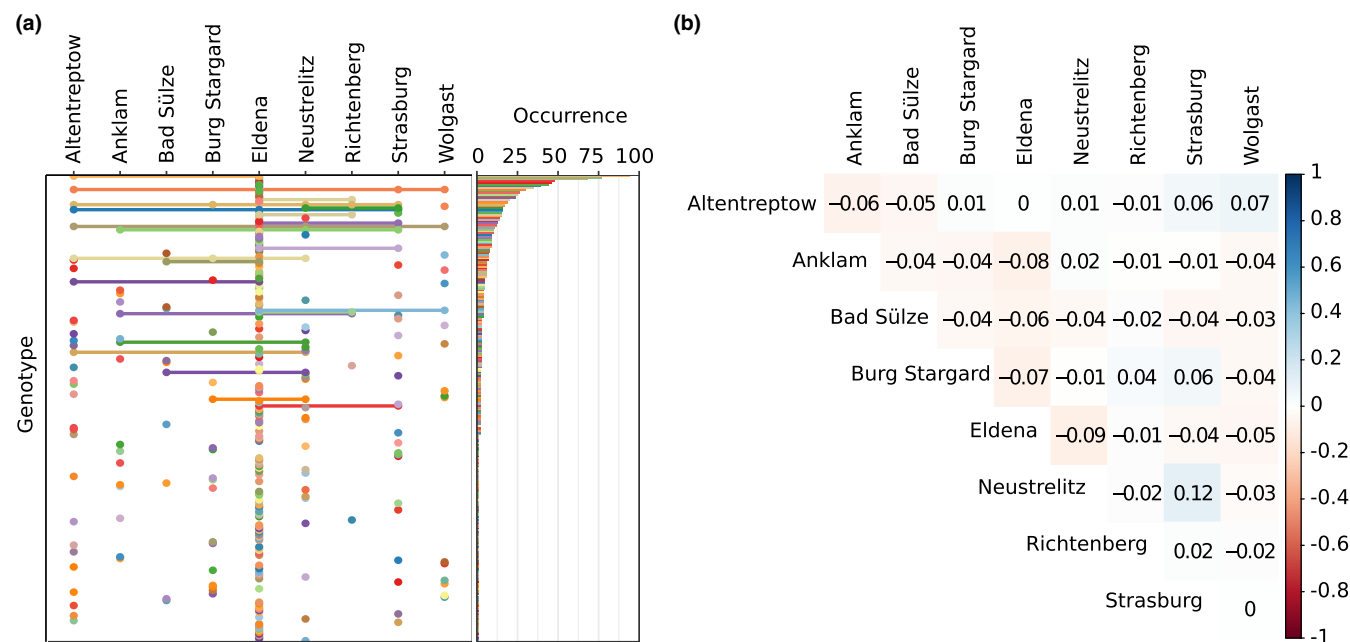 (a)
Altentreptow
Anklam
Bad Sülze
Burg Stargard
Eldena
Neustrelitz
Richtenberg
Strasburg
Wolgast
Occurrence
0 25 50 75 100
Genotype
(b)
Anklam
Bad Sülze
Burg Stargard
Eldena
Neustrelitz
Richtenberg
Strasburg
Wolgast
Altentreptow −0.06 −0.05 0.01 0 0.01 −0.01 0.06 0.07
Anklam −0.04 −0.04 −0.08 0.02 −0.01 −0.01 −0.04
Bad Sülze −0.04 −0.06 −0.04 −0.02 −0.04 −0.03
Burg Stargard −0.07 −0.01 0.04 0.06 −0.04
Eldena −0.09 −0.01 −0.04 −0.05
Neustrelitz −0.02 0.12 −0.03
Richtenberg 0.02 −0.02
Strasburg 0
1
0.8
0.6
0.4
0.2
0
-0.2
-0.4
-0.6
-0.8
-1